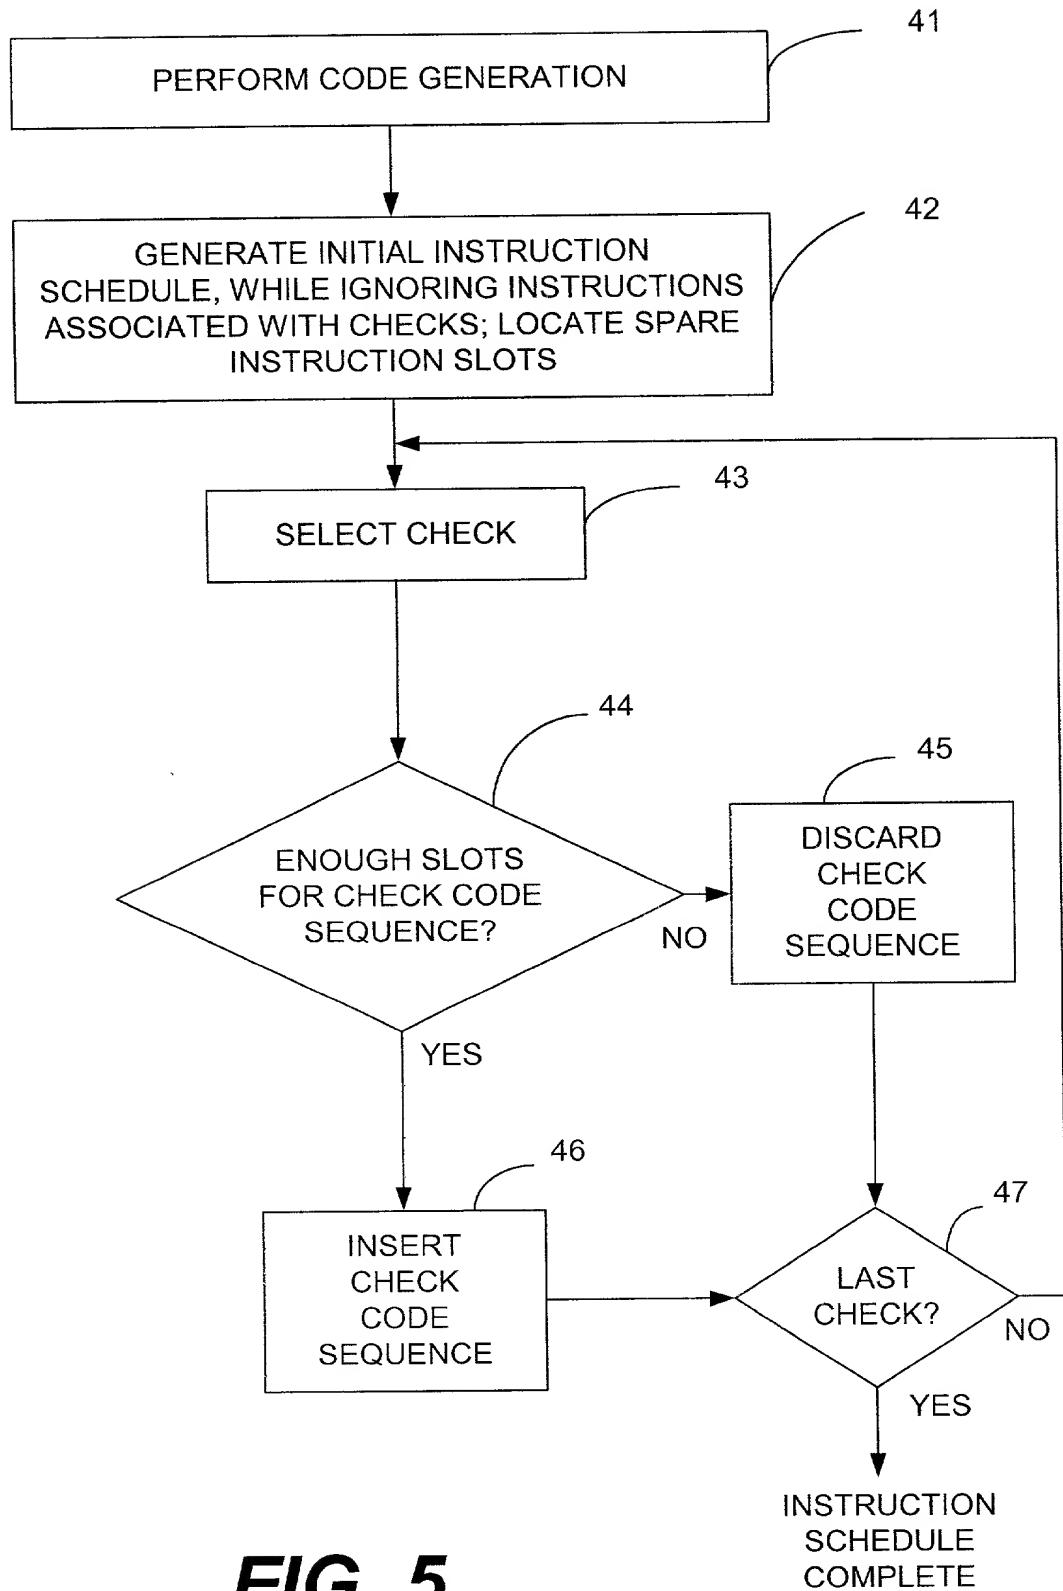 41
PERFORM CODE GENERATION
42
GENERATE INITIAL INSTRUCTION
SCHEDULE, WHILE IGNORING INSTRUCTIONS
ASSOCIATED WITH CHECKS; LOCATE SPARE
INSTRUCTION SLOTS
43
SELECT CHECK
44
ENOUGH SLOTS
FOR CHECK CODE
SEQUENCE?
NO
YES
45
DISCARD
CHECK
CODE
SEQUENCE
46
INSERT
CHECK
CODE
SEQUENCE
47
LAST
CHECK?
NO
YES
INSTRUCTION
SCHEDULE
COMPLETE
FIG. 5